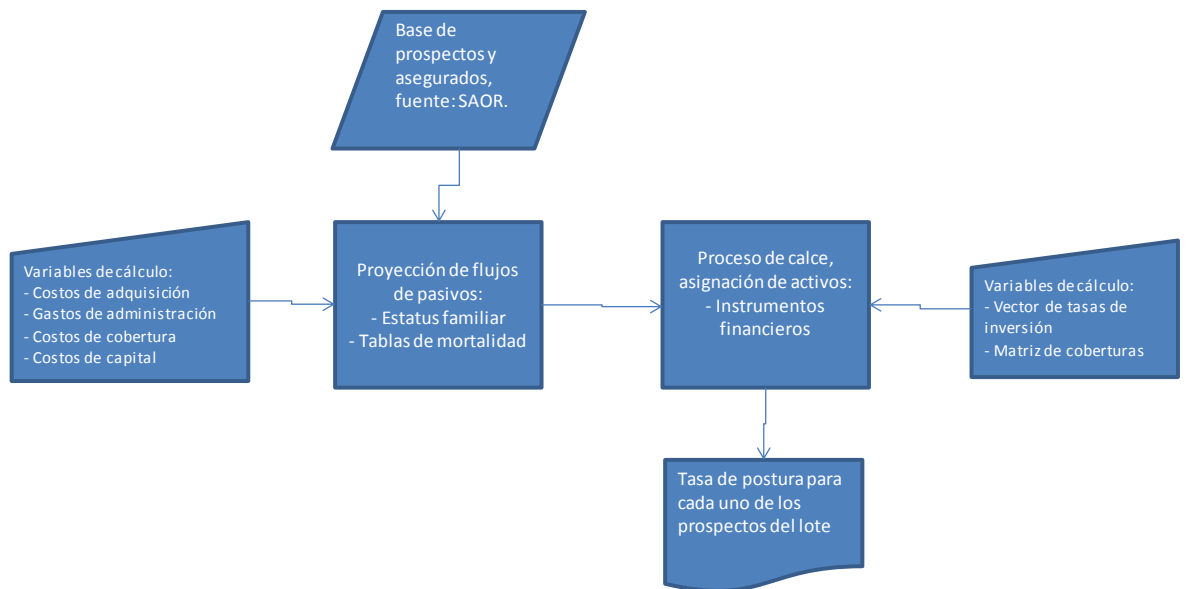 Base de
prospectos y
asegurados,
fuente: SAOR.
Variables de cálculo:
- Costos de adquisición
- Gastos de administración
- Costos de cobertura
- Costos de capital
Proyección de flujos
de pasivos:
- Estatus familiar
- Tablas de mortalidad
Proceso de calce,
asignación de activos:
- Instrumentos
financieros
Variables de cálculo:
- Vector de tasas de
inversión
- Matriz de coberturas
Tasa de postura para
cada uno de los
prospectos del lote